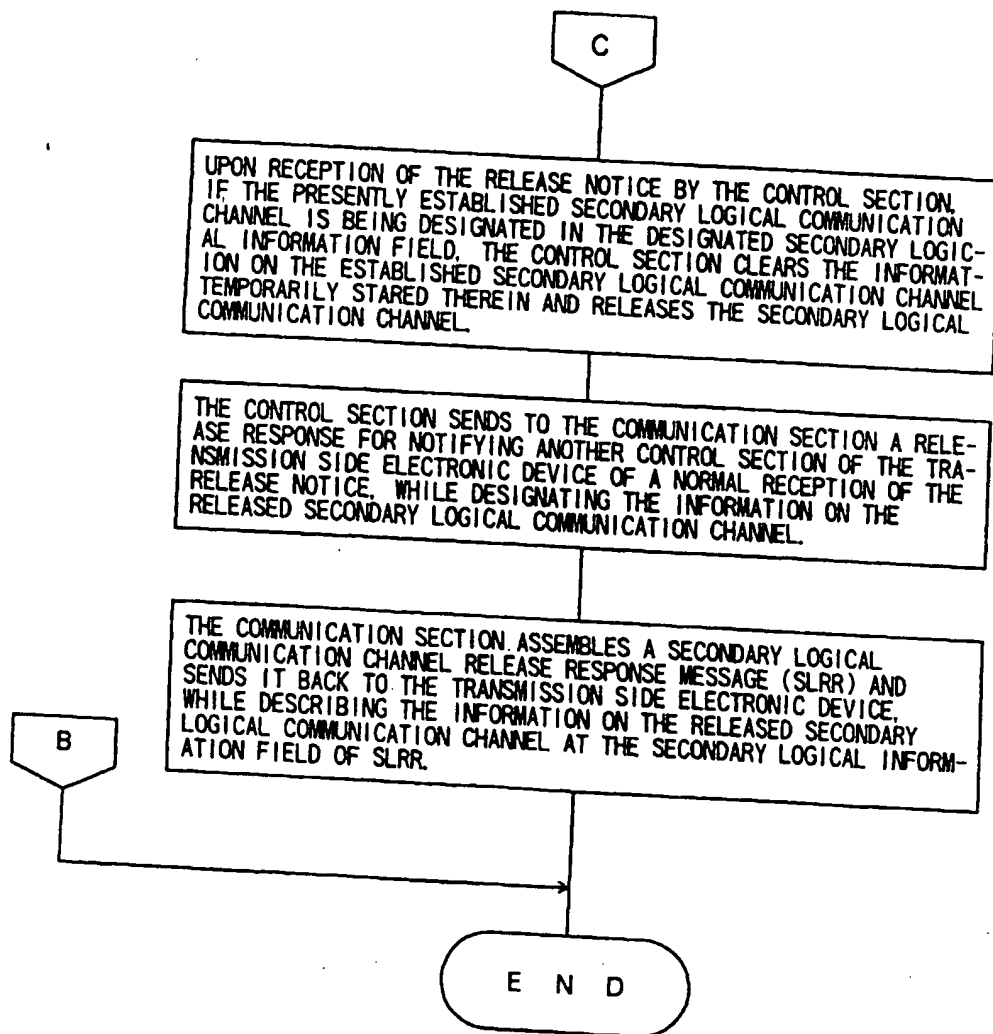 C
UPON RECEPTION OF THE RELEASE NOTICE BY THE CONTROL SECTION,
IF THE PRESENTLY ESTABLISHED SECONDARY LOGICAL COMMUNICATION
CHANNEL IS BEING DESIGNATED IN THE DESIGNATED SECONDARY LOGIC-
AL INFORMATION FIELD, THE CONTROL SECTION CLEARS THE INFORMAT-
ION ON THE ESTABLISHED SECONDARY LOGICAL COMMUNICATION CHANNEL
TEMPORARILY STARED THEREIN AND RELEASES THE SECONDARY LOGICAL
COMMUNICATION CHANNEL.
THE CONTROL SECTION SENDS TO THE COMMUNICATION SECTION A RELE-
ASE RESPONSE FOR NOTIFYING ANOTHER CONTROL SECTION OF THE TRA-
NSMISSION SIDE ELECTRONIC DEVICE OF A NORMAL RECEPTION OF THE
RELEASE NOTICE, WHILE DESIGNATING THE INFORMATION ON THE
RELEASED SECONDARY LOGICAL COMMUNICATION CHANNEL.
THE COMMUNICATION SECTION ASSEMBLES A SECONDARY LOGICAL
COMMUNICATION CHANNEL RELEASE RESPONSE MESSAGE (SLRR) AND
SENDS IT BACK TO THE TRANSMISSION SIDE ELECTRONIC DEVICE,
WHILE DESCRIBING THE INFORMATION ON THE RELEASED SECONDARY
LOGICAL COMMUNICATION CHANNEL AT THE SECONDARY LOGICAL INFORM-
ATION FIELD OF SLRR.
B
END